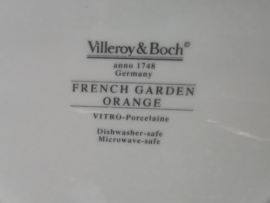 Villeroy & Boch©
anno 1748
Germany
FRENCH GARDEN
ORANGE
VITRO-Porcelaine
Dishwasher-safe
Microwave-safe